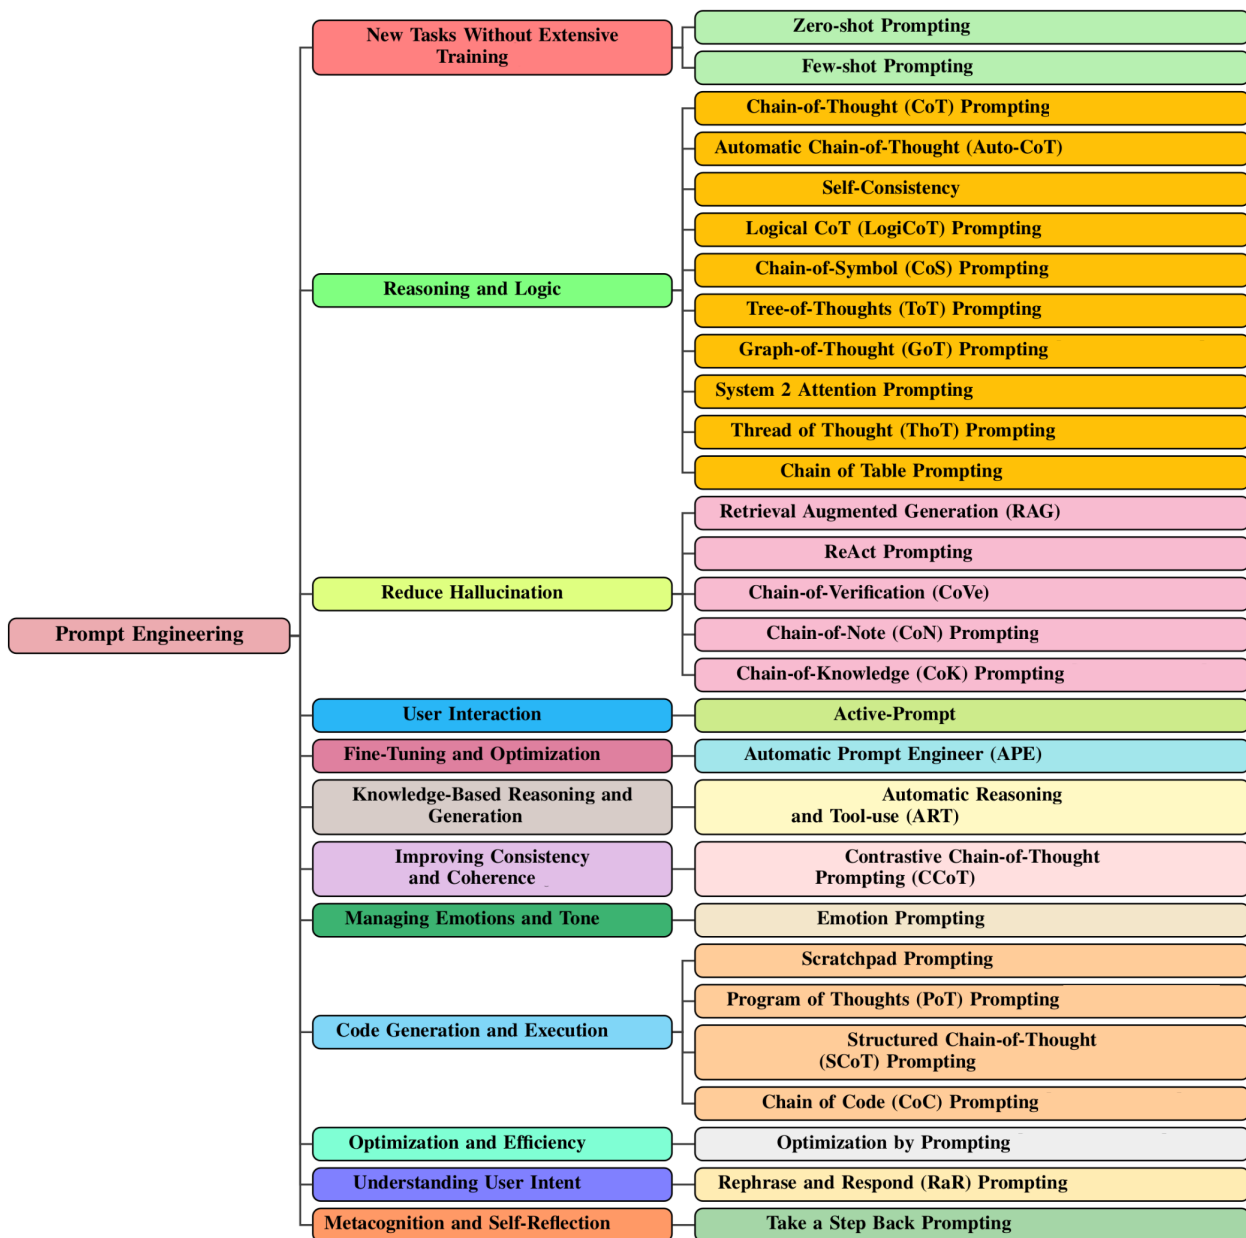 New Tasks Without Extensive
Training
Zero-shot Prompting
Few-shot Prompting
Chain-of-Thought (CoT) Prompting
Automatic Chain-of-Thought (Auto-CoT)
Self-Consistency
Logical CoT (LogiCoT) Prompting
Reasoning and Logic
Chain-of-Symbol (CoS) Prompting
Tree-of-Thoughts (ToT) Prompting
Graph-of-Thought (GoT) Prompting
System 2 Attention Prompting
Thread of Thought (ThoT) Prompting
Chain of Table Prompting
Retrieval Augmented Generation (RAG)
ReAct Prompting
Reduce Hallucination
Chain-of-Verification (CoVe)
Chain-of-Note (CoN) Prompting
Chain-of-Knowledge (CoK) Prompting
Prompt Engineering
User Interaction
Active-Prompt
Fine-Tuning and Optimization
Automatic Prompt Engineer (APE)
Knowledge-Based Reasoning and
Generation
Automatic Reasoning
and Tool-use (ART)
Improving Consistency
and Coherence
Contrastive Chain-of-Thought
Prompting (CCoT)
Managing Emotions and Tone
Emotion Prompting
Scratchpad Prompting
Program of Thoughts (PoT) Prompting
Code Generation and Execution
Structured Chain-of-Thought
(SCoT) Prompting
Chain of Code (CoC) Prompting
Optimization and Efficiency
Optimization by Prompting
Understanding User Intent
Rephrase and Respond (RaR) Prompting
Metacognition and Self-Reflection
Take a Step Back Prompting